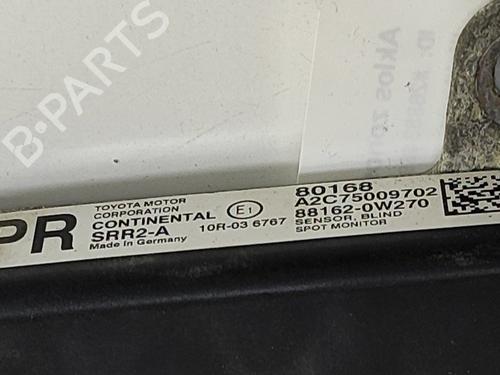 B-PARTS
PR
TOYOTA MOTOR
CORPORATION
CONTINENTAL
SRR2-A
Made in Germany
E1
10R-03 6767
80168
A2C75009702
88162-0W270
SENSOR, BLIND
SPOT MONITOR